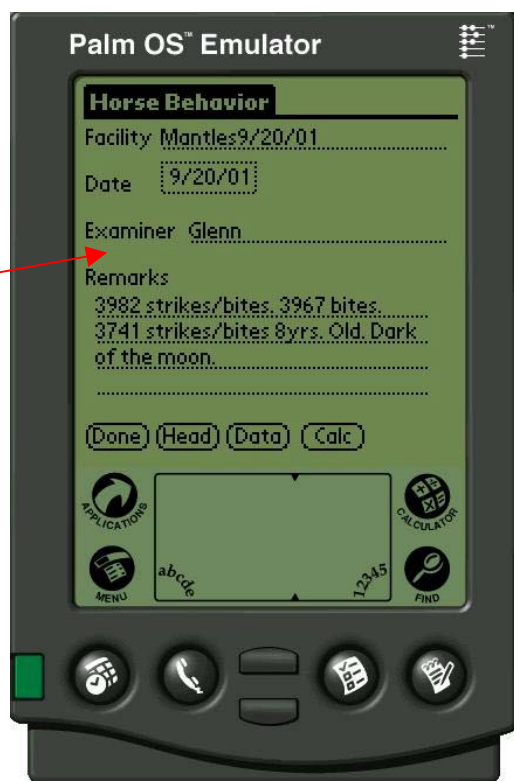 Palm OS™ Emulator
Horse Behavior
Facility Mantles9/20/01
Date 9/20/01
Examiner Glenn
Remarks
3982 strikes/bites. 3967 bites.
3741 strikes/bites 8yrs. Old. Dark
of the moon.
Done Head Data Calc
APPLICATIONS CALCULATOR
MENU abcde 12345 FIND